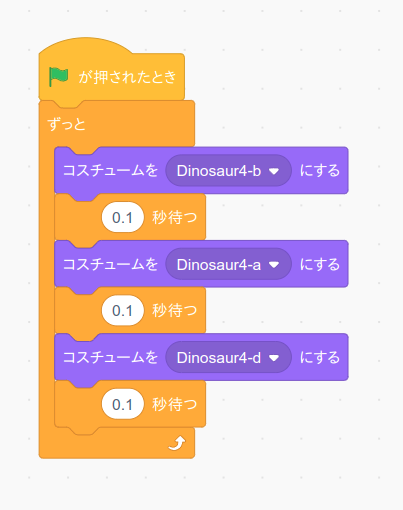 が押されたとき
ずっと
コスチュームを Dinosaur4-b にする
0.1 秒待つ
コスチュームを Dinosaur4-a にする
0.1 秒待つ
コスチュームを Dinosaur4-d にする
0.1 秒待つ